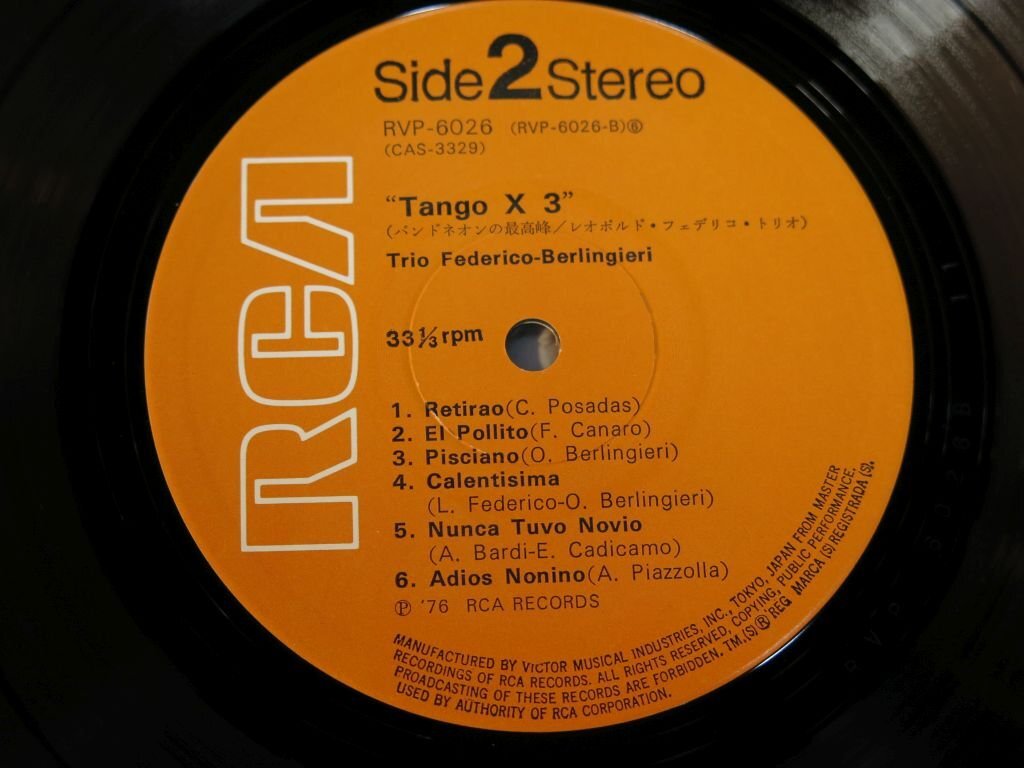 Side 2 Stereo
RVP-6026 (RVP-6026-B)⑥
(CAS-3329)
"Tango X 3"
(バンドネオンの最高峰/レオポルド・フェデリコ・トリオ)
Trio Federico-Berlingieri
RCA
33 1/3 rpm
1. Retirao(C. Posadas)
2. El Pollito(F. Canaro)
3. Pisciano(O. Berlingieri)
4. Calentisima
(L. Federico-O. Berlingieri)
5. Nunca Tuvo Novio
(A. Bardi-E. Cadicamo)
6. Adios Nonino(A. Piazzolla)
℗ '76 RCA RECORDS
MANUFACTURED BY VICTOR MUSICAL INDUSTRIES, INC., TOKYO, JAPAN FROM MASTER
RECORDINGS OF RCA RECORDS. ALL RIGHTS RESERVED, COPYING, PUBLIC PERFORMANCE,
BROADCASTING OF THESE RECORDS ARE FORBIDDEN, TM.(S)® REG MARCA (S) REGISTRADA (S).
USED BY AUTHORITY OF RCA CORPORATION.